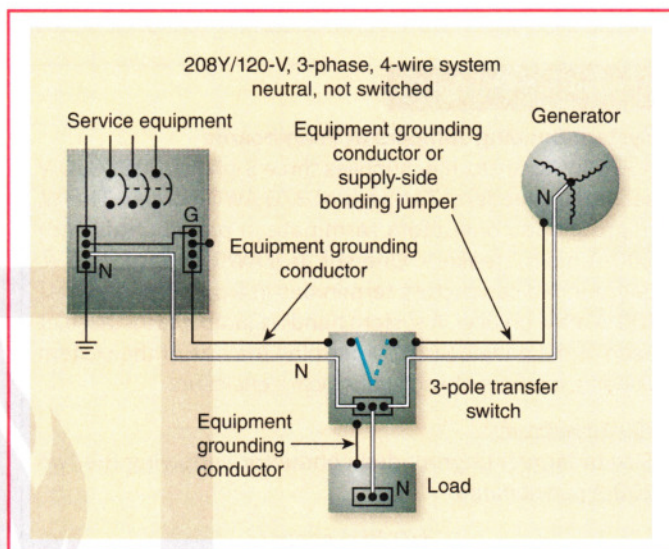 208Y/120-V, 3-phase, 4-wire system
neutral, not switched
Service equipment
Generator
Equipment grounding
conductor or
supply-side
bonding jumper
N
G
Equipment grounding
conductor
N
N
3-pole transfer
switch
Equipment
grounding
conductor
N
Load